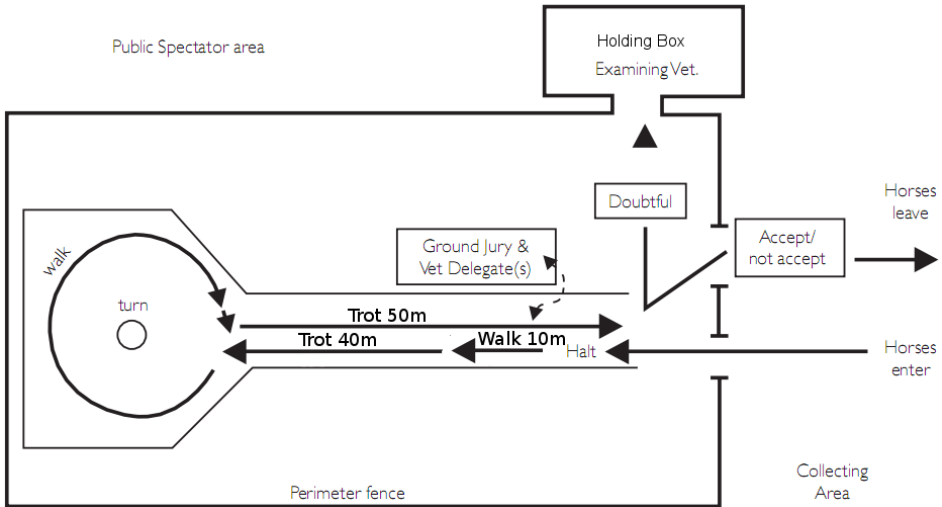 Public Spectator area
Holding Box
Examining Vet.
Doubtful
Horses
leave
Accept/
not accept
Ground Jury &
Vet Delegate(s)
walk
turn
Trot 50m
Trot 40m
Walk 10m
Halt
Horses
enter
Perimeter fence
Collecting
Area